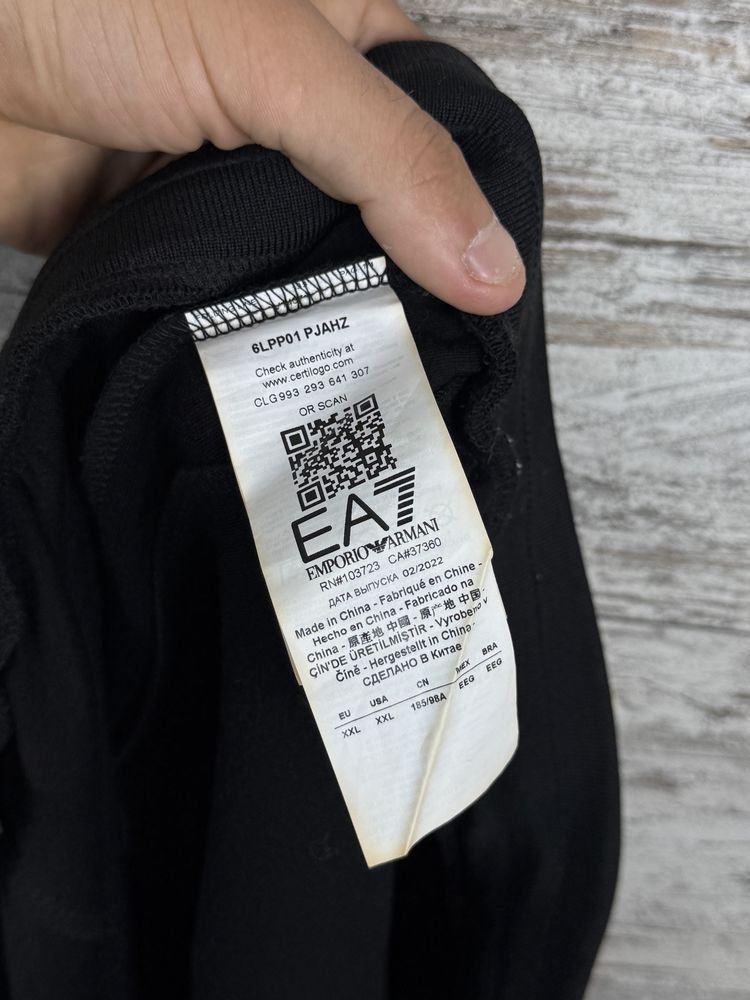 6LPP01 PJAHZ
Check authenticity at
www.certilogo.com
CLG 993 293 641 307
OR SCAN
EA7
EMPORIO ARMANI
RN#103723 CA#37360
ДАТА ВЫПУСКА 02/2022
Made in China - Fabriqué en Chine -
Hecho en China - Fabricado na
China - 原產地 中國 - 原产地 中国 -
ÇİN'DE ÜRETİLMİŞTİR - Vyrobeno v
Číně - Hergestellt in China
СДЕЛАНО В Китае
EU USA CN MEX BRA
XXL XXL 185/98A EEG EEG